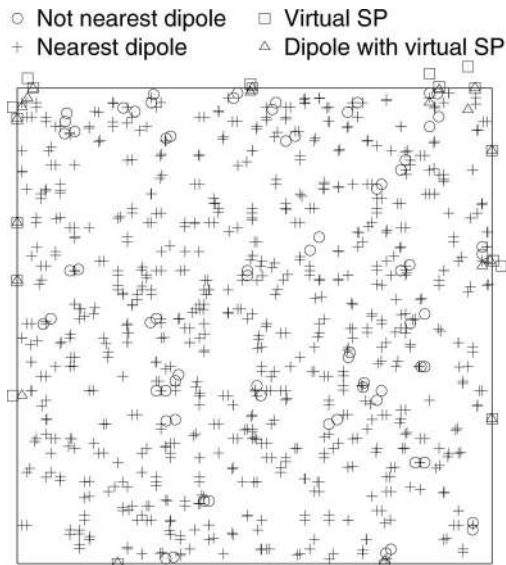 Not nearest dipole
Virtual SP
Nearest dipole
Dipole with virtual SP